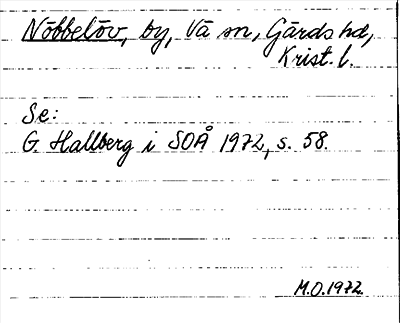 Nöbbelöv, by, Vä sn, Gärds hd,
Krist. l.
Se:
G. Hallberg i SOÅ 1972, s. 58.
M.O. 1972.